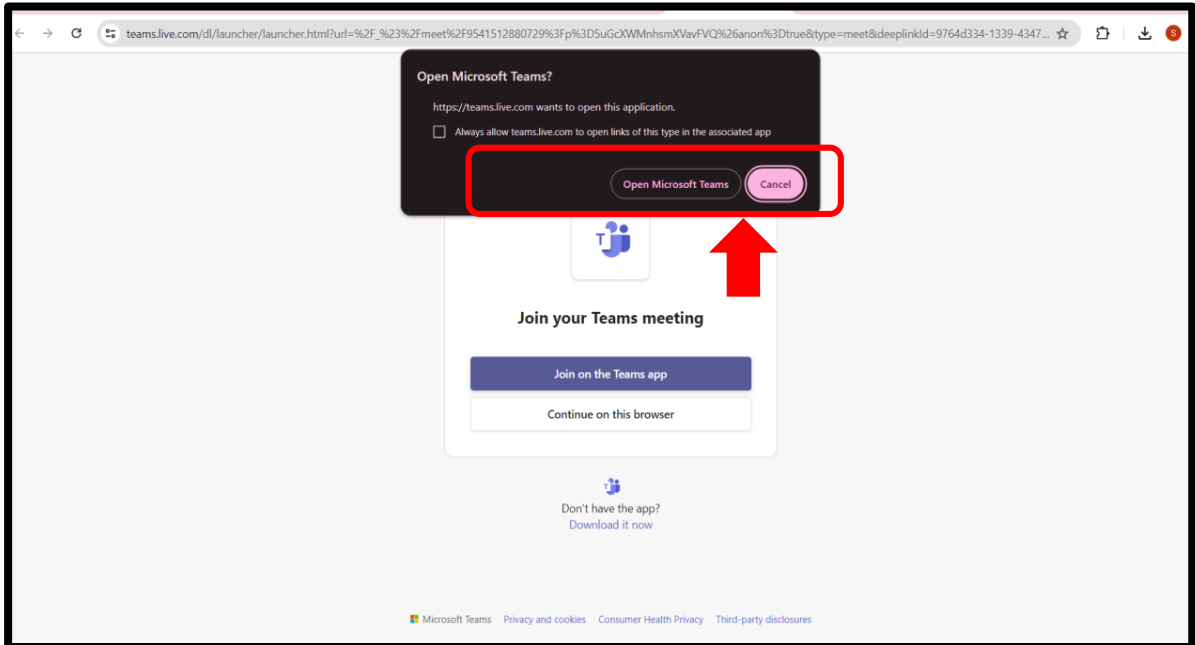 teams.live.com/dl/launcher/launcher.html?url=%2F_%23%2Fmeet%2F9541512880729%3Fp%3D5uGcXWMnhsmXVavFVQ%26anon%3Dtrue&type=meet&deeplinkId=9764d334-1339-4347...
S
Open Microsoft Teams?
https://teams.live.com wants to open this application.
Always allow teams.live.com to open links of this type in the associated app
Open Microsoft Teams
Cancel
T
Join your Teams meeting
Join on the Teams app
Continue on this browser
T
Don't have the app?
Download it now
Microsoft Teams Privacy and cookies Consumer Health Privacy Third-party disclosures